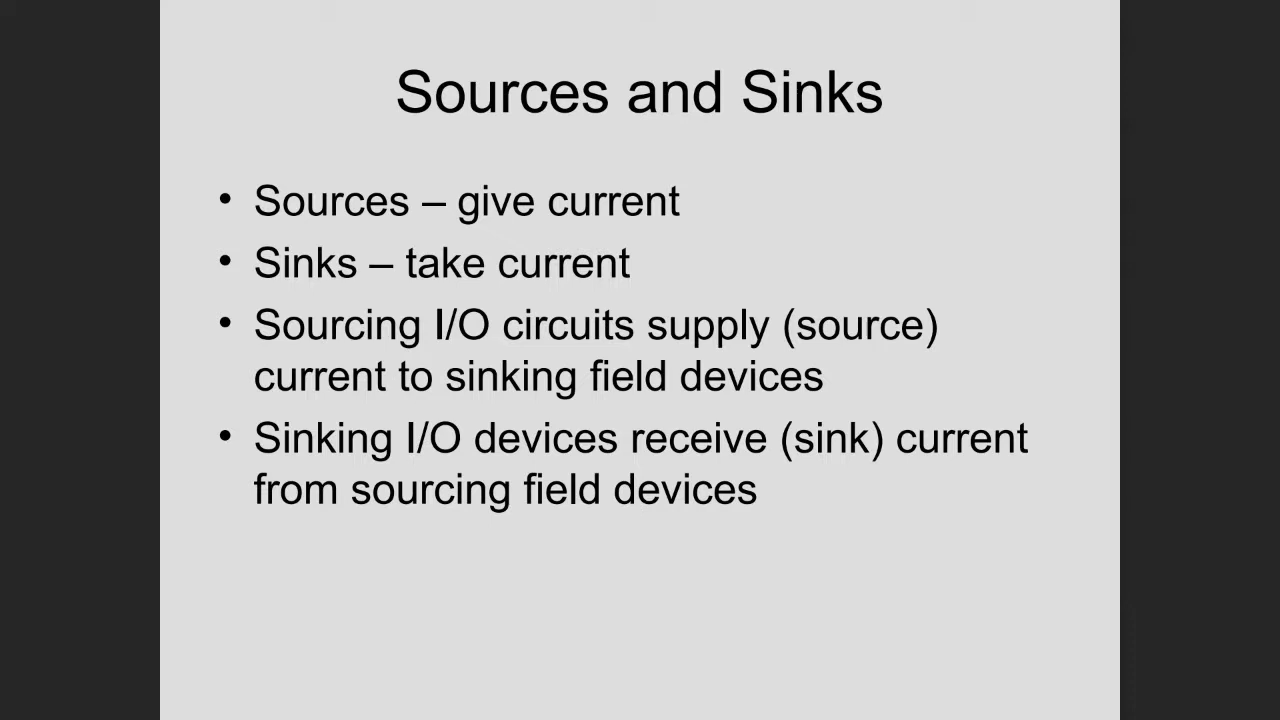 Sources and Sinks
• Sources – give current
• Sinks – take current
• Sourcing I/O circuits supply (source)
current to sinking field devices
• Sinking I/O devices receive (sink) current
from sourcing field devices